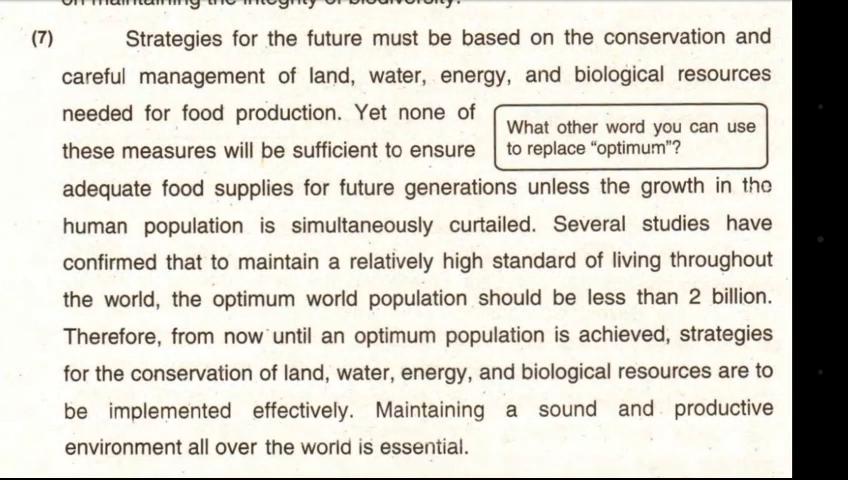 on maintaining the integrity of biodiversity.
(7) Strategies for the future must be based on the conservation and
careful management of land, water, energy, and biological resources
needed for food production. Yet none of
these measures will be sufficient to ensure
What other word you can use
to replace “optimum”?
adequate food supplies for future generations unless the growth in the
human population is simultaneously curtailed. Several studies have
confirmed that to maintain a relatively high standard of living throughout
the world, the optimum world population should be less than 2 billion.
Therefore, from now until an optimum population is achieved, strategies
for the conservation of land, water, energy, and biological resources are to
be implemented effectively. Maintaining a sound and productive
environment all over the world is essential.